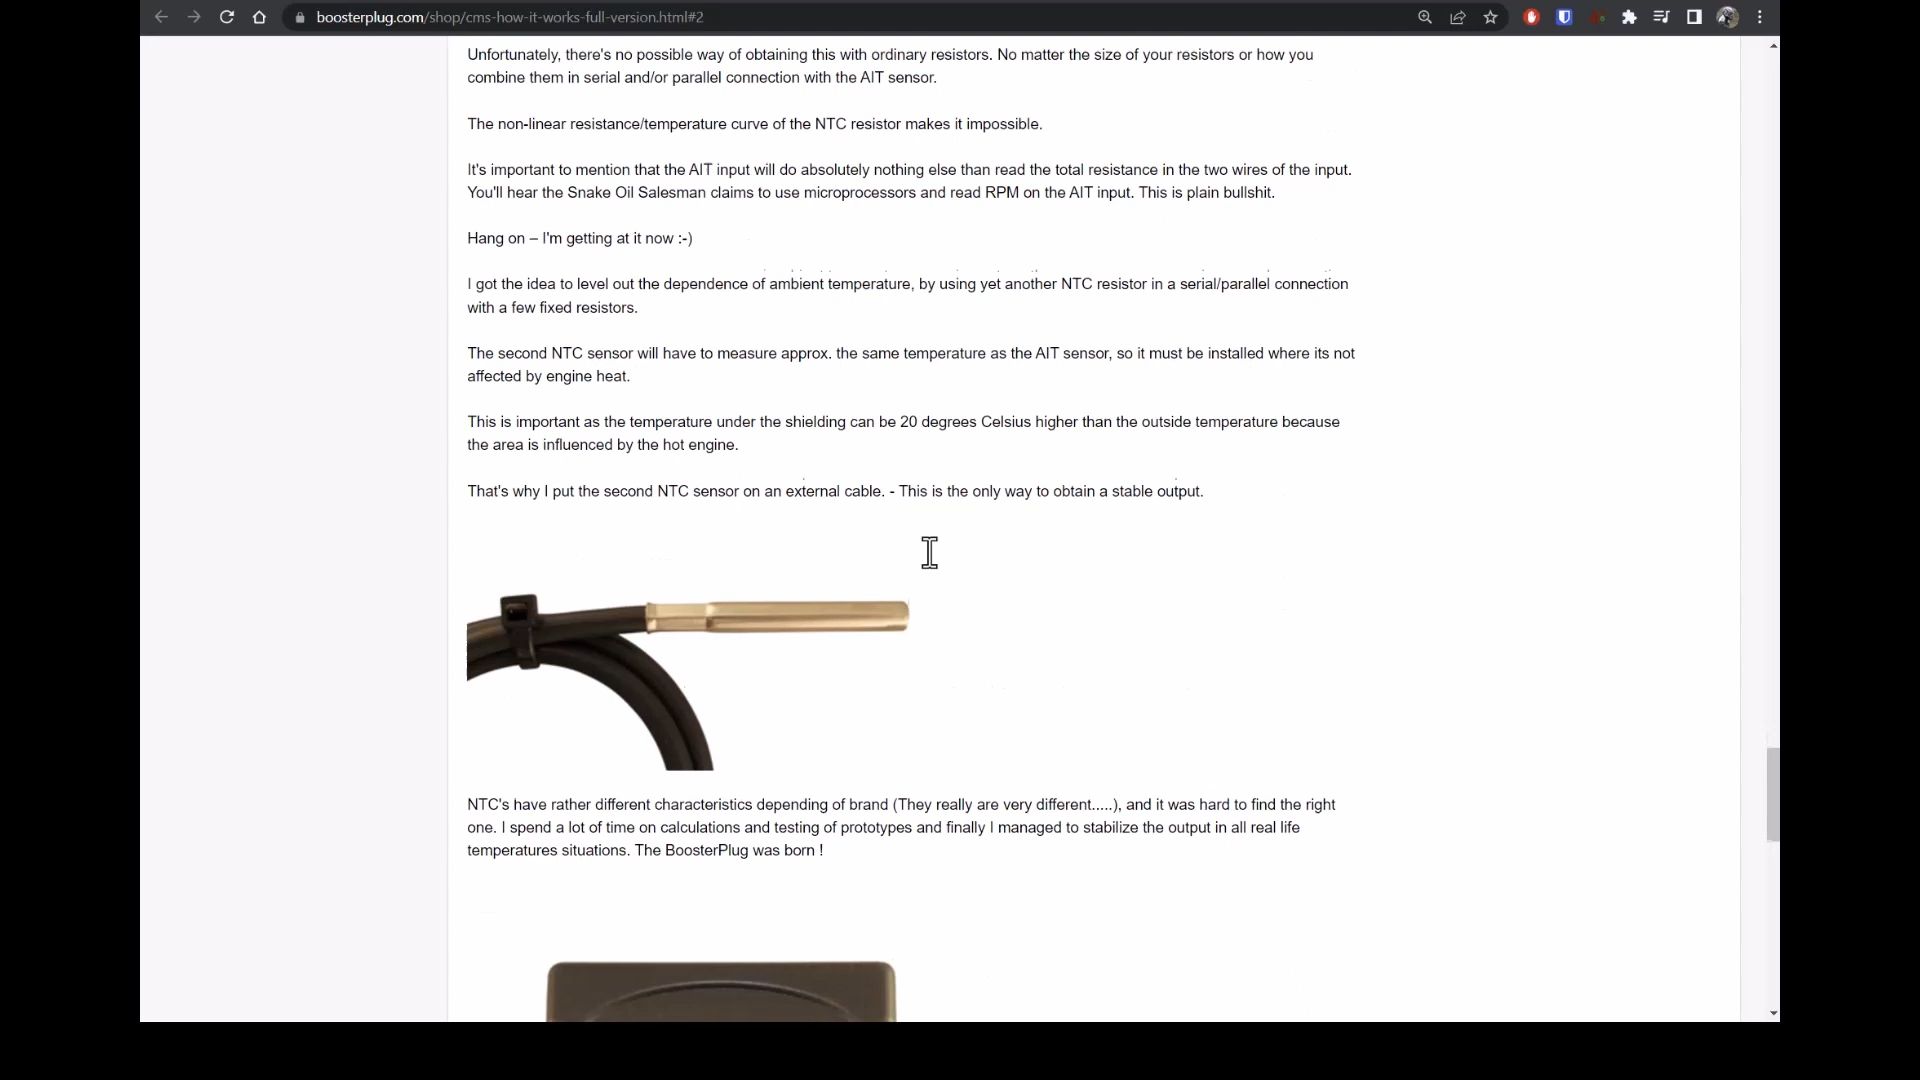 boosterplug.com/shop/cms-how-it-works-full-version.html#2
Unfortunately, there's no possible way of obtaining this with ordinary resistors. No matter the size of your resistors or how you
combine them in serial and/or parallel connection with the AIT sensor.
The non-linear resistance/temperature curve of the NTC resistor makes it impossible.
It's important to mention that the AIT input will do absolutely nothing else than read the total resistance in the two wires of the input.
You'll hear the Snake Oil Salesman claims to use microprocessors and read RPM on the AIT input. This is plain bullshit.
Hang on – I'm getting at it now :-)
I got the idea to level out the dependence of ambient temperature, by using yet another NTC resistor in a serial/parallel connection
with a few fixed resistors.
The second NTC sensor will have to measure approx. the same temperature as the AIT sensor, so it must be installed where its not
affected by engine heat.
This is important as the temperature under the shielding can be 20 degrees Celsius higher than the outside temperature because
the area is influenced by the hot engine.
That's why I put the second NTC sensor on an external cable. - This is the only way to obtain a stable output.
NTC's have rather different characteristics depending of brand (They really are very different.....), and it was hard to find the right
one. I spend a lot of time on calculations and testing of prototypes and finally I managed to stabilize the output in all real life
temperatures situations. The BoosterPlug was born !